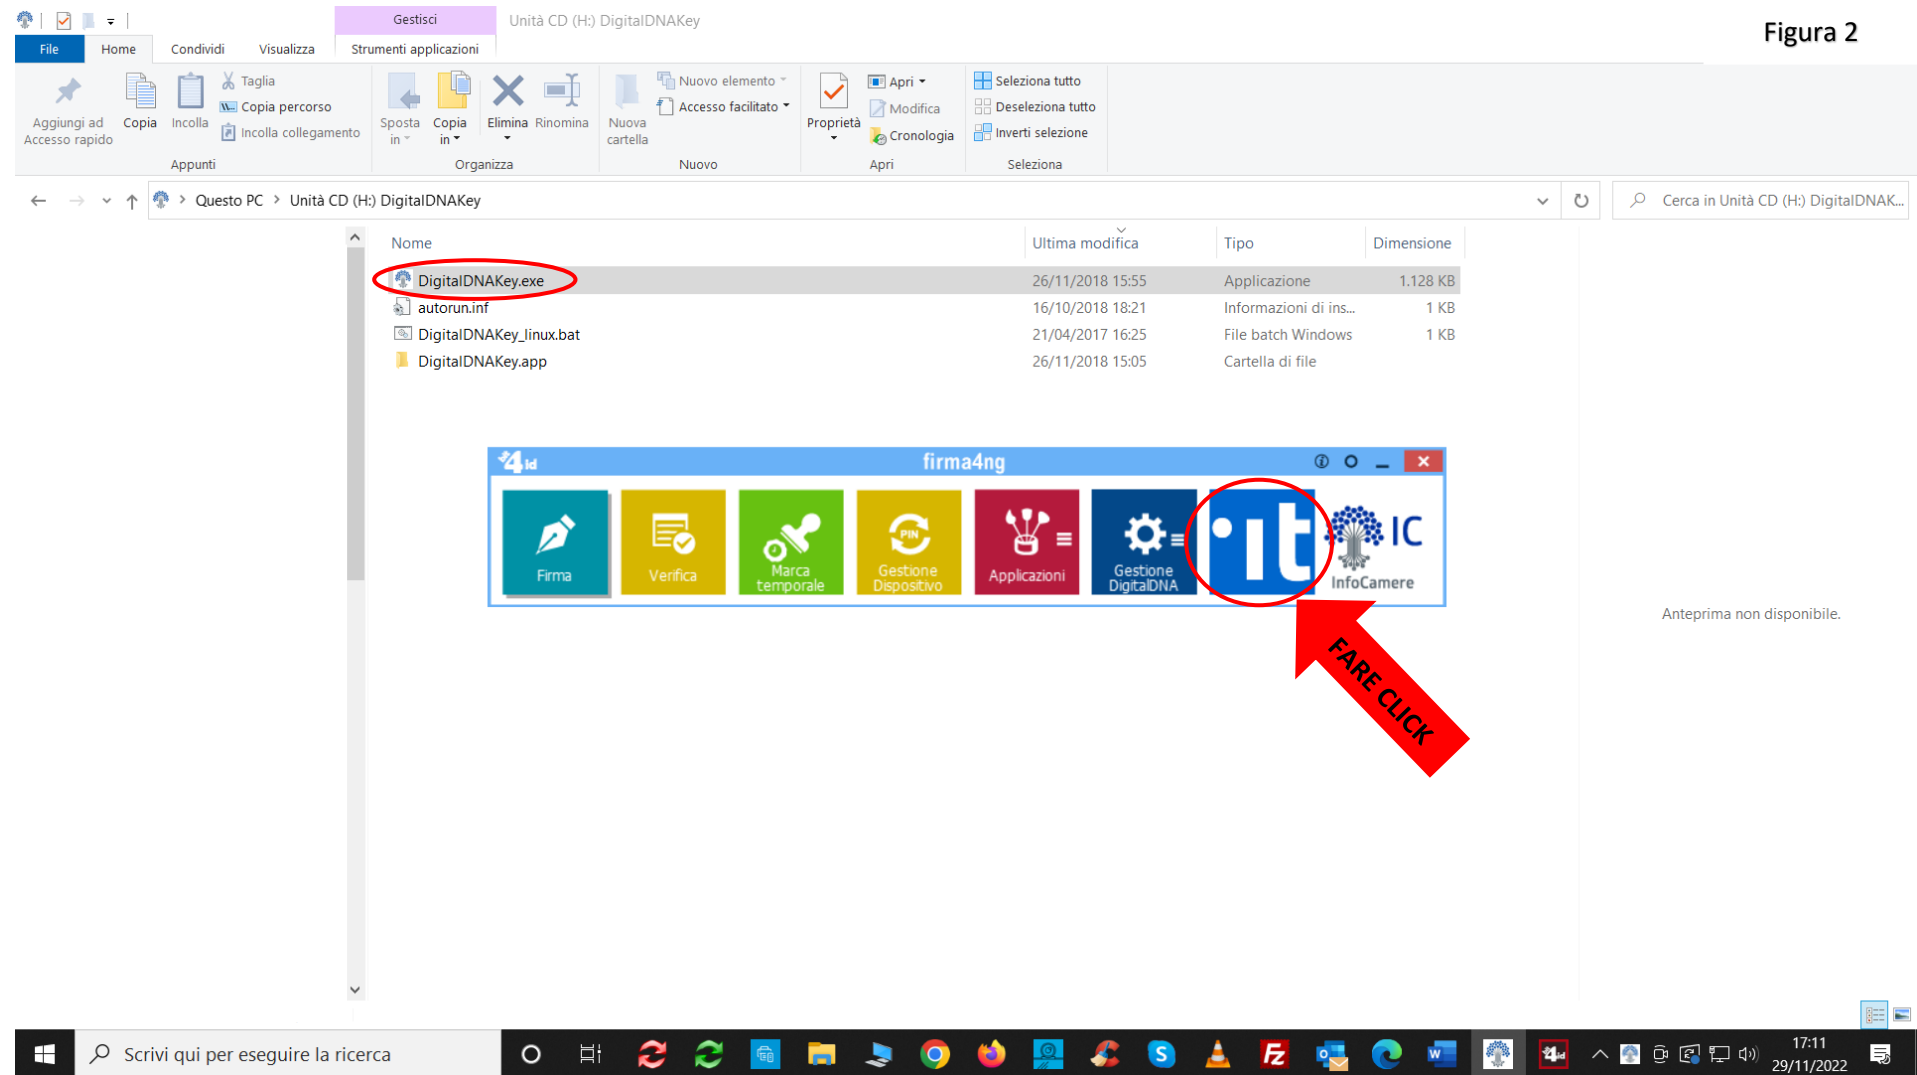 Gestisci
Unità CD (H:) DigitalDNAKey
Figura 2
File
Home
Condividi
Visualizza
Strumenti applicazioni
Aggiungi ad
Accesso rapido
Copia
Incolla
Taglia
Copia percorso
Incolla collegamento
Appunti
Sposta
in
Copia
in
Elimina
Rinomina
Organizza
Nuova
cartella
Nuovo elemento
Accesso facilitato
Nuovo
Proprietà
Apri
Modifica
Cronologia
Apri
Seleziona tutto
Deseleziona tutto
Inverti selezione
Seleziona
Questo PC > Unità CD (H:) DigitalDNAKey
Cerca in Unità CD (H:) DigitalDNAK...
Nome
Ultima modifica
Tipo
Dimensione
DigitalDNAKey.exe
26/11/2018 15:55
Applicazione
1.128 KB
autorun.inf
16/10/2018 18:21
Informazioni di ins...
1 KB
DigitalDNAKey_linux.bat
21/04/2017 16:25
File batch Windows
1 KB
DigitalDNAKey.app
26/11/2018 15:05
Cartella di file
4id
firma4ng
Firma
Verifica
Marca
temporale
PIN
Gestione
Dispositivo
Applicazioni
Gestione
DigitalDNA
it
IC
InfoCamere
FARE CLICK
Anteprima non disponibile.
Scrivi qui per eseguire la ricerca
17:11
29/11/2022